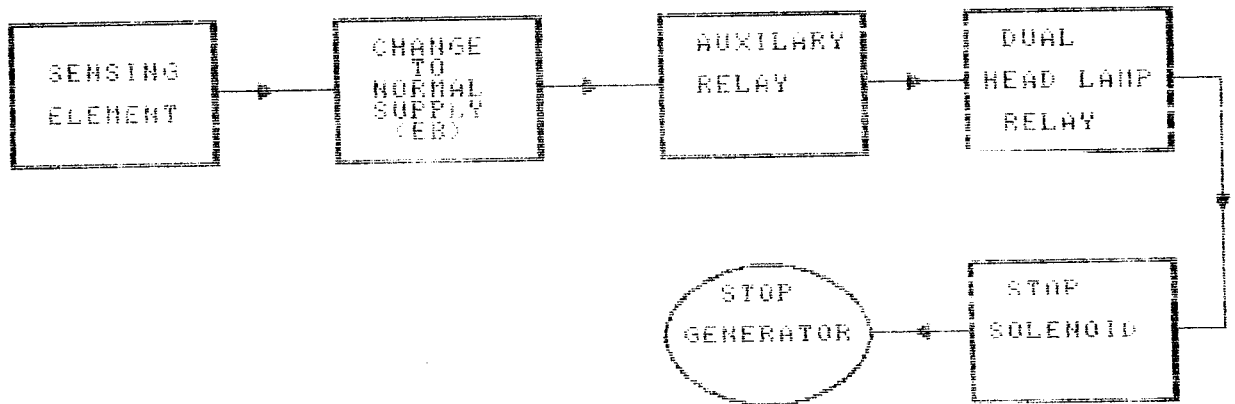 SENSING
ELEMENT
CHANGE
TO
NORMAL
SUPPLY
(EB)
AUXILARY
RELAY
DUAL
HEAD LAMP
RELAY
STOP
GENERATOR
STOP
SOLENOID